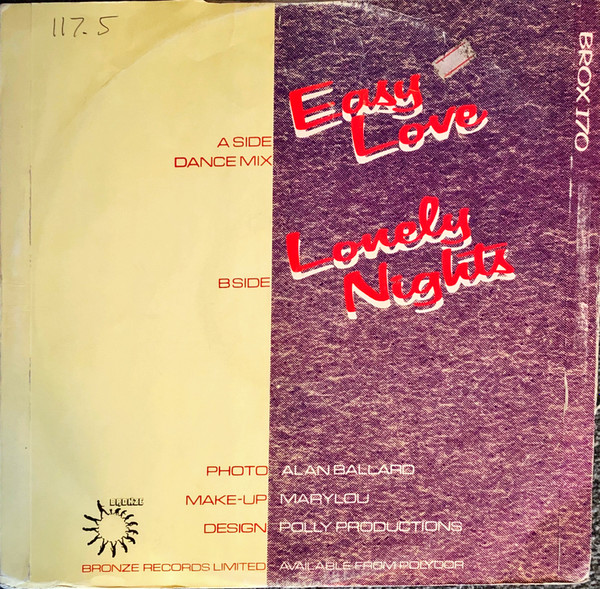 117.5
BROX 170
Easy
Love
A SIDE
DANCE MIX
Lonely
Nights
B SIDE
PHOTO ALAN BALLARD
MAKE-UP MARYLOU
DESIGN POLLY PRODUCTIONS
BRONZE
BRONZE RECORDS LIMITED AVAILABLE FROM POLYDOR